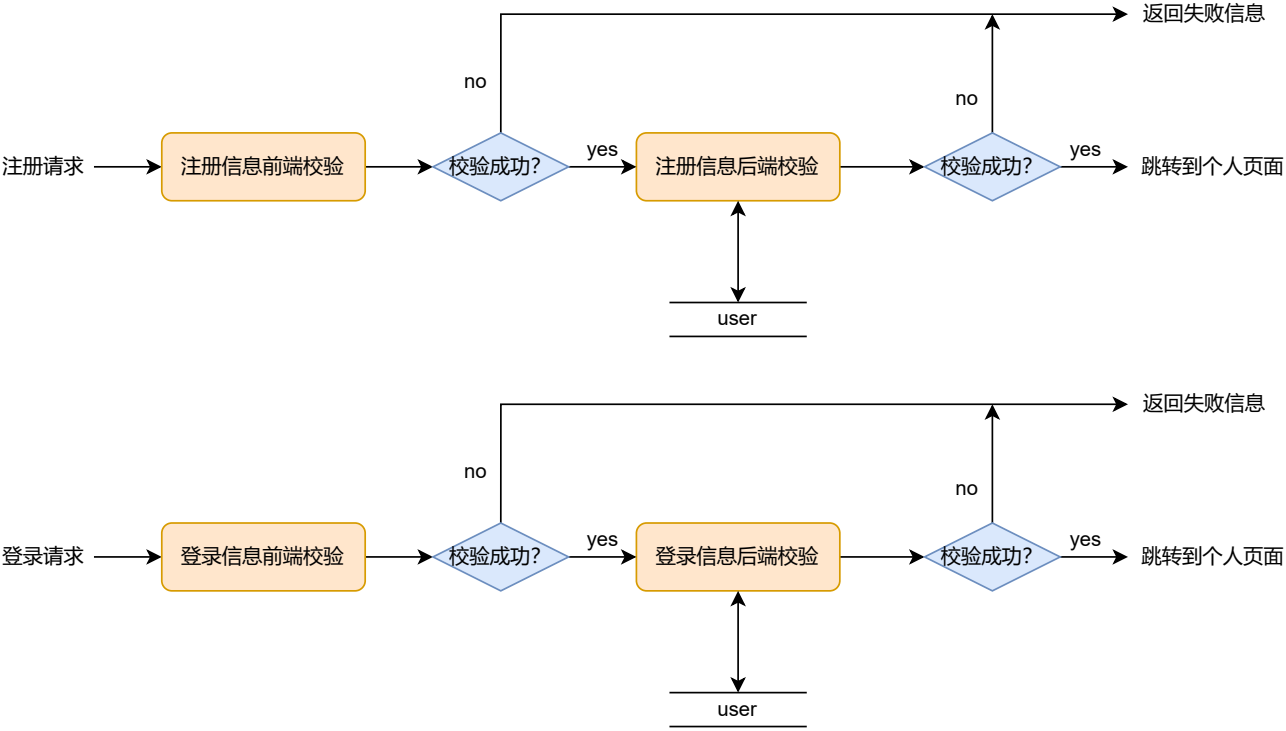 返回失败信息
no
no
注册请求
注册信息前端校验
校验成功?
yes
注册信息后端校验
校验成功?
yes
跳转到个人页面
user
返回失败信息
no
no
登录请求
登录信息前端校验
校验成功?
yes
登录信息后端校验
校验成功?
yes
跳转到个人页面
user